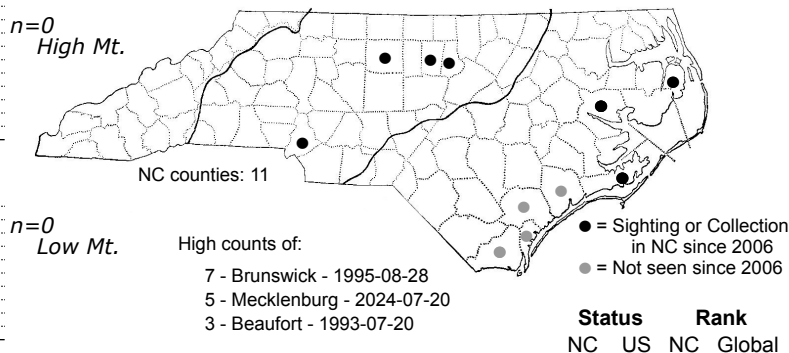 n=0
High Mt.
NC counties: 11
n=0
Low Mt.
High counts of:
7 - Brunswick - 1995-08-28
5 - Mecklenburg - 2024-07-20
3 - Beaufort - 1993-07-20
= Sighting or Collection
in NC since 2006
= Not seen since 2006
Status Rank
NC US NC Global